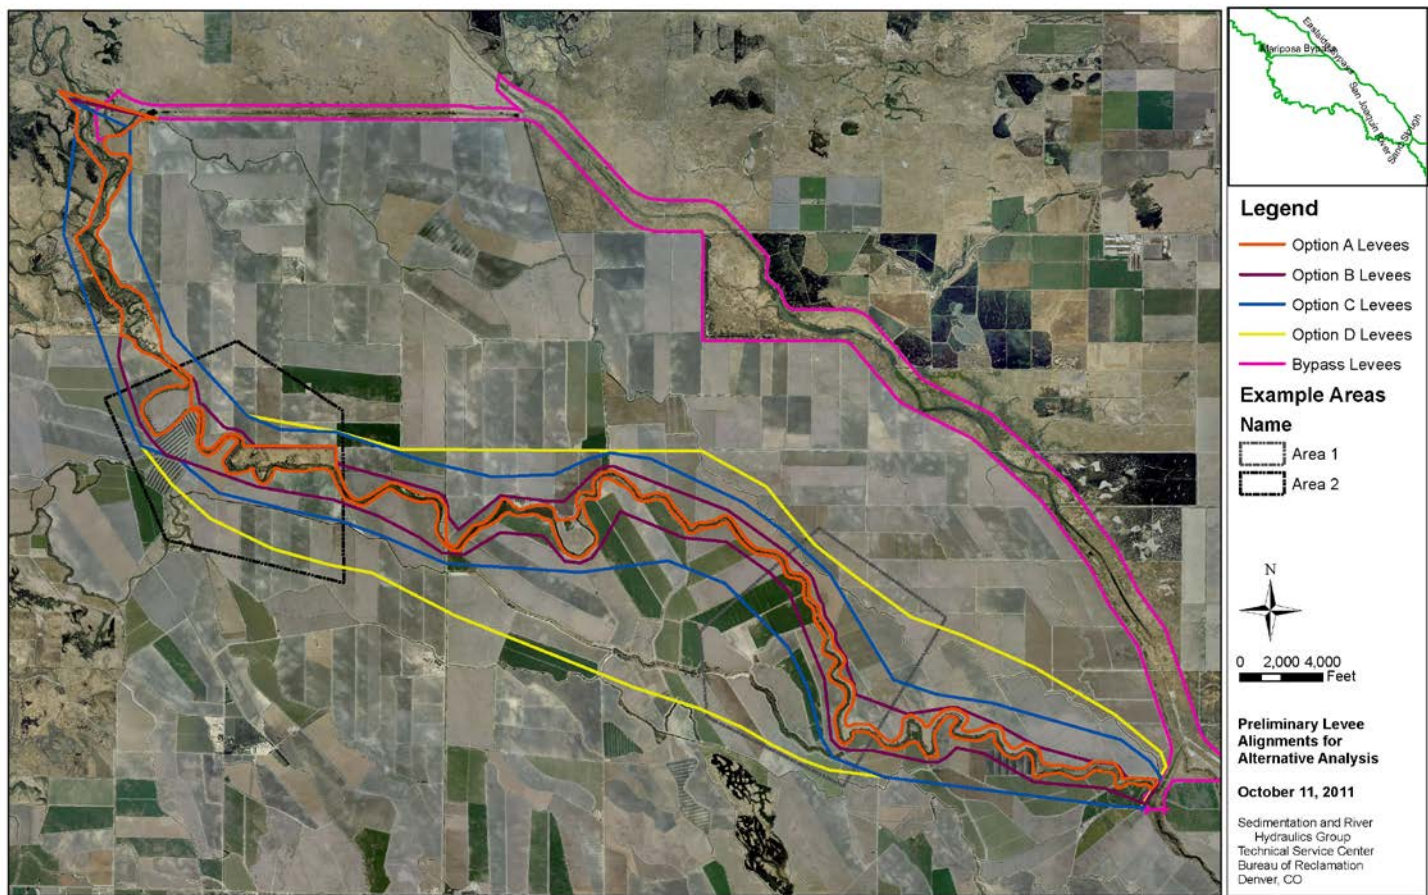 Eastside Bypass
Mariposa Bypass
San Joaquin River
Sand Slough
Legend
Option A Levees
Option B Levees
Option C Levees
Option D Levees
Bypass Levees
Example Areas
Name
Area 1
Area 2
N
0 2,000 4,000
Feet
Preliminary Levee
Alignments for
Alternative Analysis
October 11, 2011
Sedimentation and River
Hydraulics Group
Technical Service Center
Bureau of Reclamation
Denver, CO